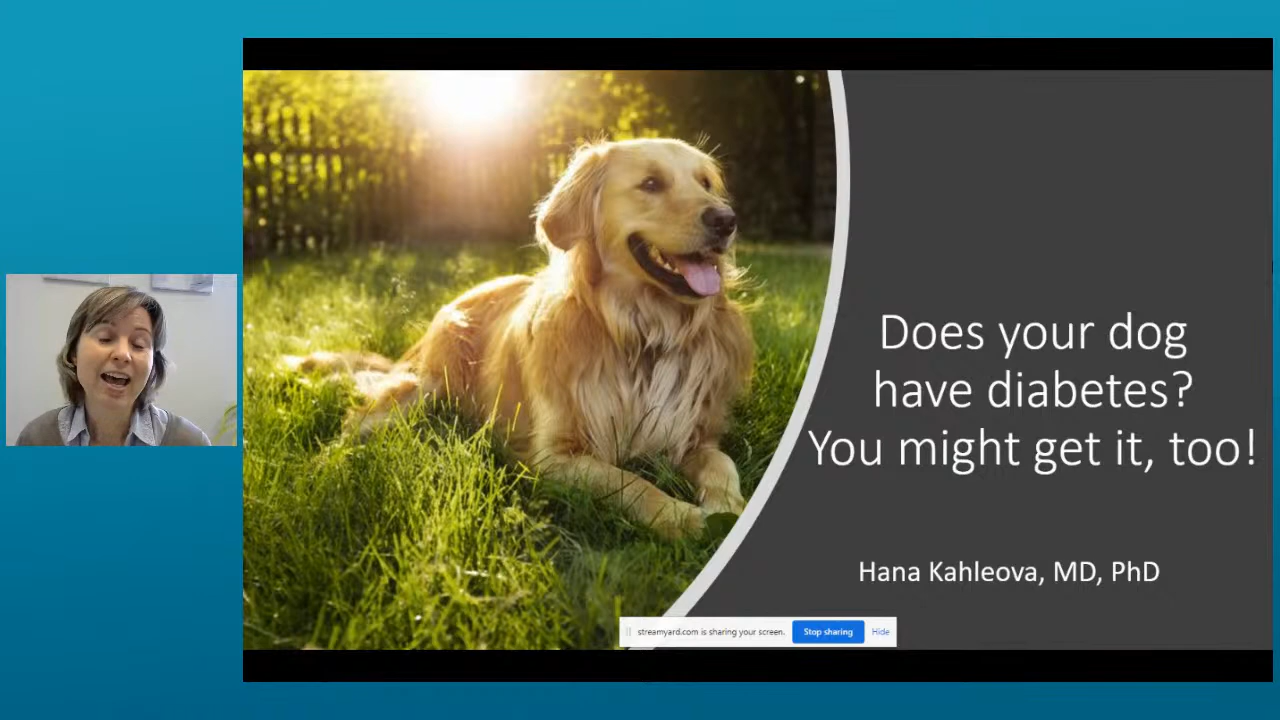 Does your dog
have diabetes?
You might get it, too!
Hana Kahleova, MD, PhD
streamyard.com is sharing your screen.
Stop sharing
Hide